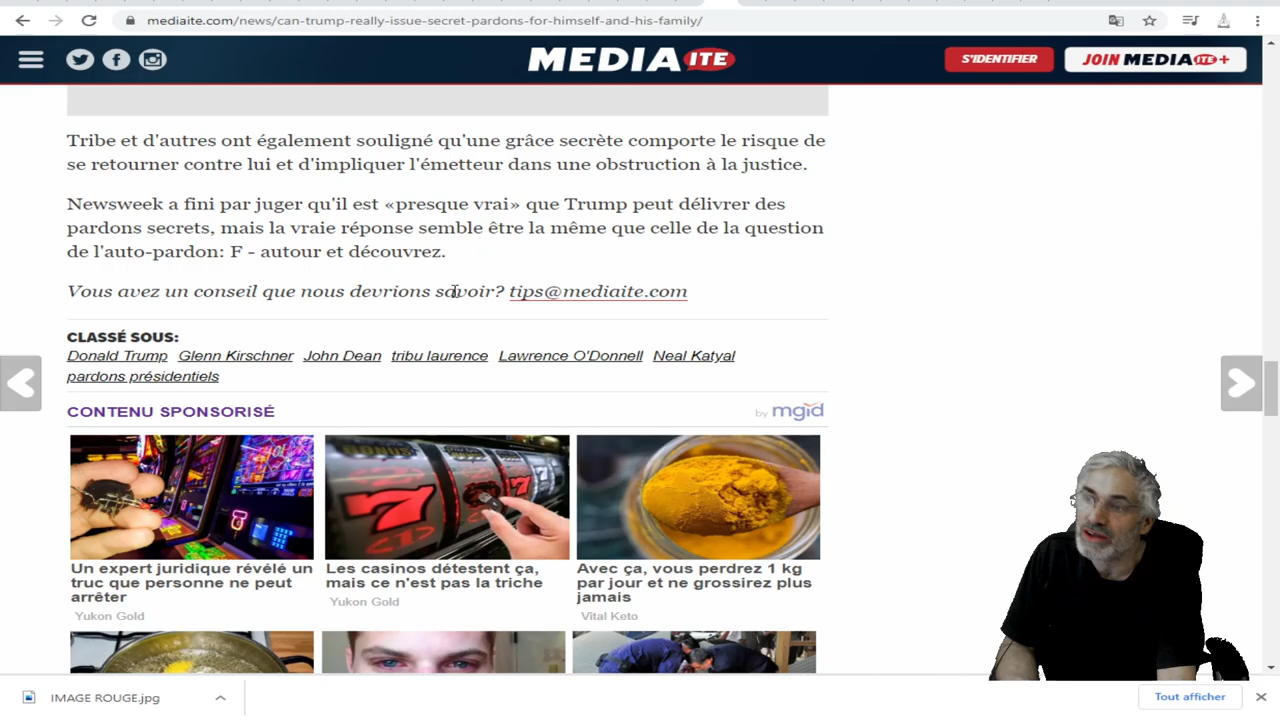 mediaite.com/news/can-trump-really-issue-secret-pardons-for-himself-and-his-family/
MEDIAITE
S'IDENTIFIER
JOIN MEDIAITE+
Tribe et d'autres ont également souligné qu'une grâce secrète comporte le risque de
se retourner contre lui et d'impliquer l'émetteur dans une obstruction à la justice.
Newsweek a fini par juger qu'il est «presque vrai» que Trump peut délivrer des
pardons secrets, mais la vraie réponse semble être la même que celle de la question
de l'auto-pardon: F - autour et découvrez.
Vous avez un conseil que nous devrions savoir? tips@mediaite.com
CLASSÉ SOUS:
Donald Trump Glenn Kirschner John Dean tribu laurence Lawrence O'Donnell Neal Katyal
pardons présidentiels
CONTENU SPONSORISÉ
by mgid
BONUS
7
7
Un expert juridique révélé un
truc que personne ne peut
arrêter
Yukon Gold
Les casinos détestent ça,
mais ce n'est pas la triche
Yukon Gold
Avec ça, vous perdrez 1 kg
par jour et ne grossirez plus
jamais
Vital Keto
IMAGE ROUGE.jpg
Tout afficher